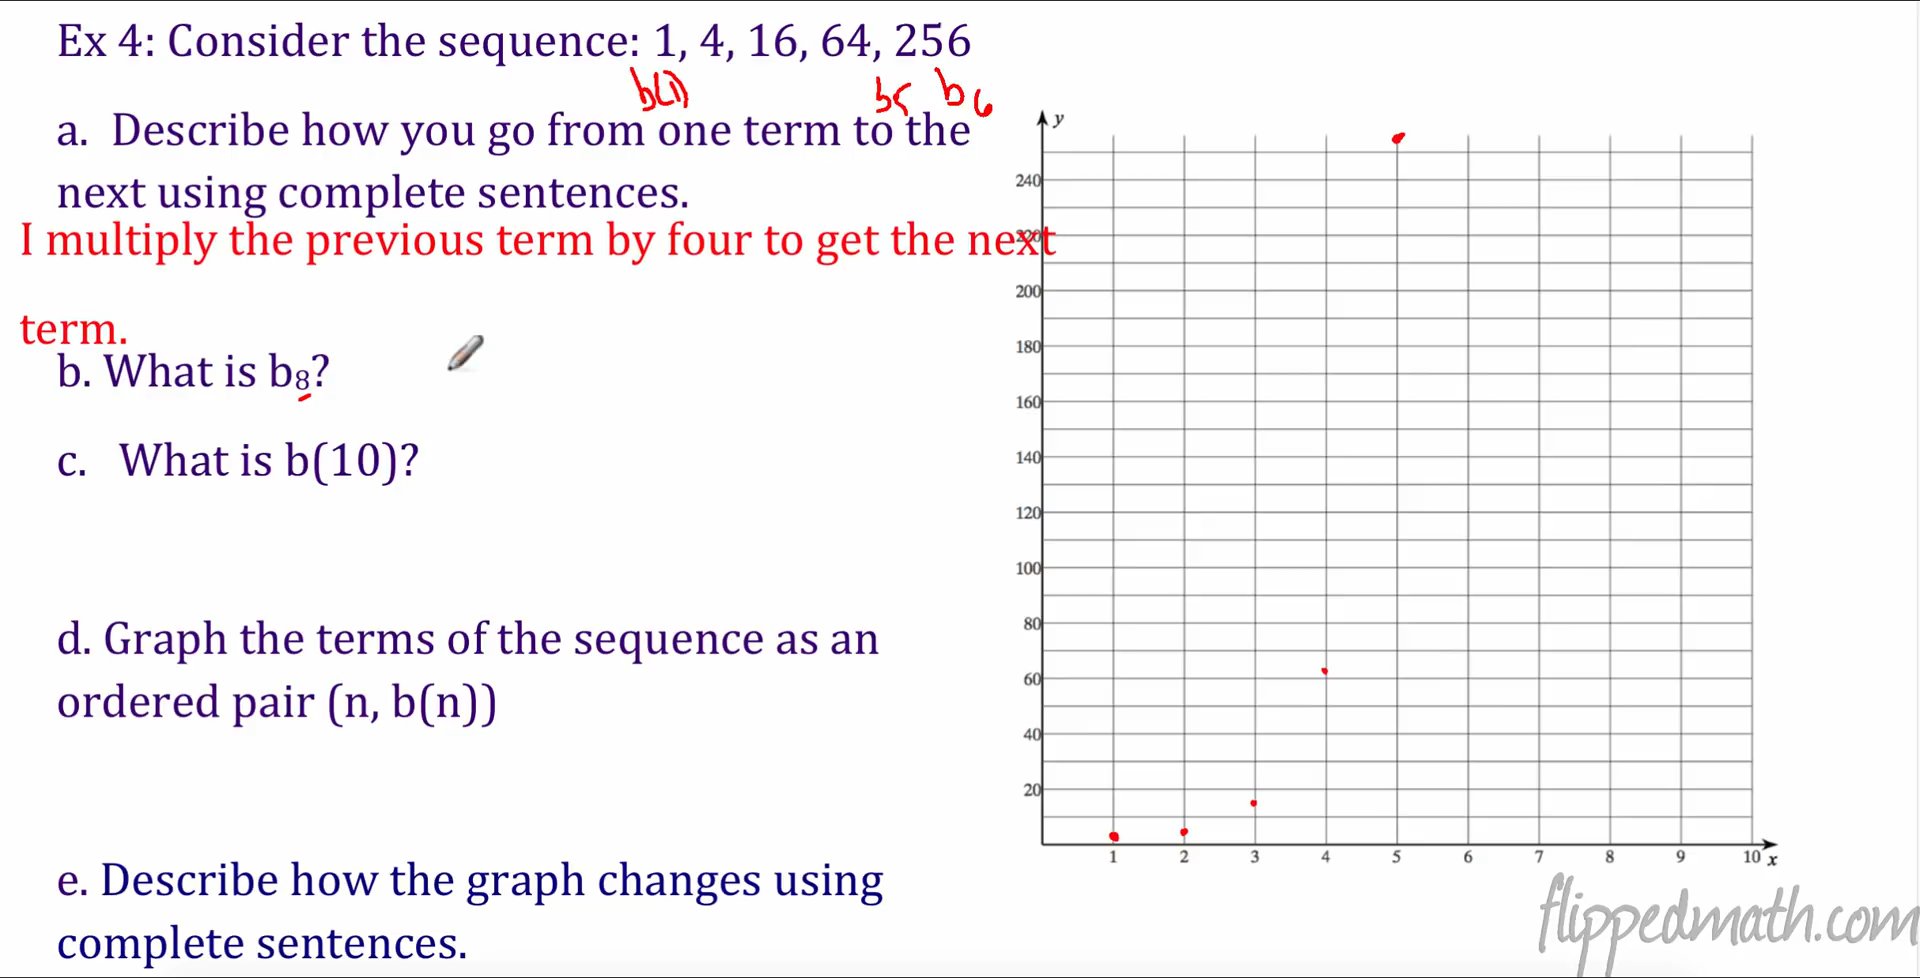 Ex 4: Consider the sequence: 1, 4, 16, 64, 256
b(1) b5 b6
a. Describe how you go from one term to the
next using complete sentences.
I multiply the previous term by four to get the next
term.
b. What is b₈?
c. What is b(10)?
d. Graph the terms of the sequence as an
ordered pair (n, b(n))
e. Describe how the graph changes using
complete sentences.
y
240
220
200
180
160
140
120
100
80
60
40
20
1 2 3 4 5 6 7 8 9 10 x
flippedmath.com